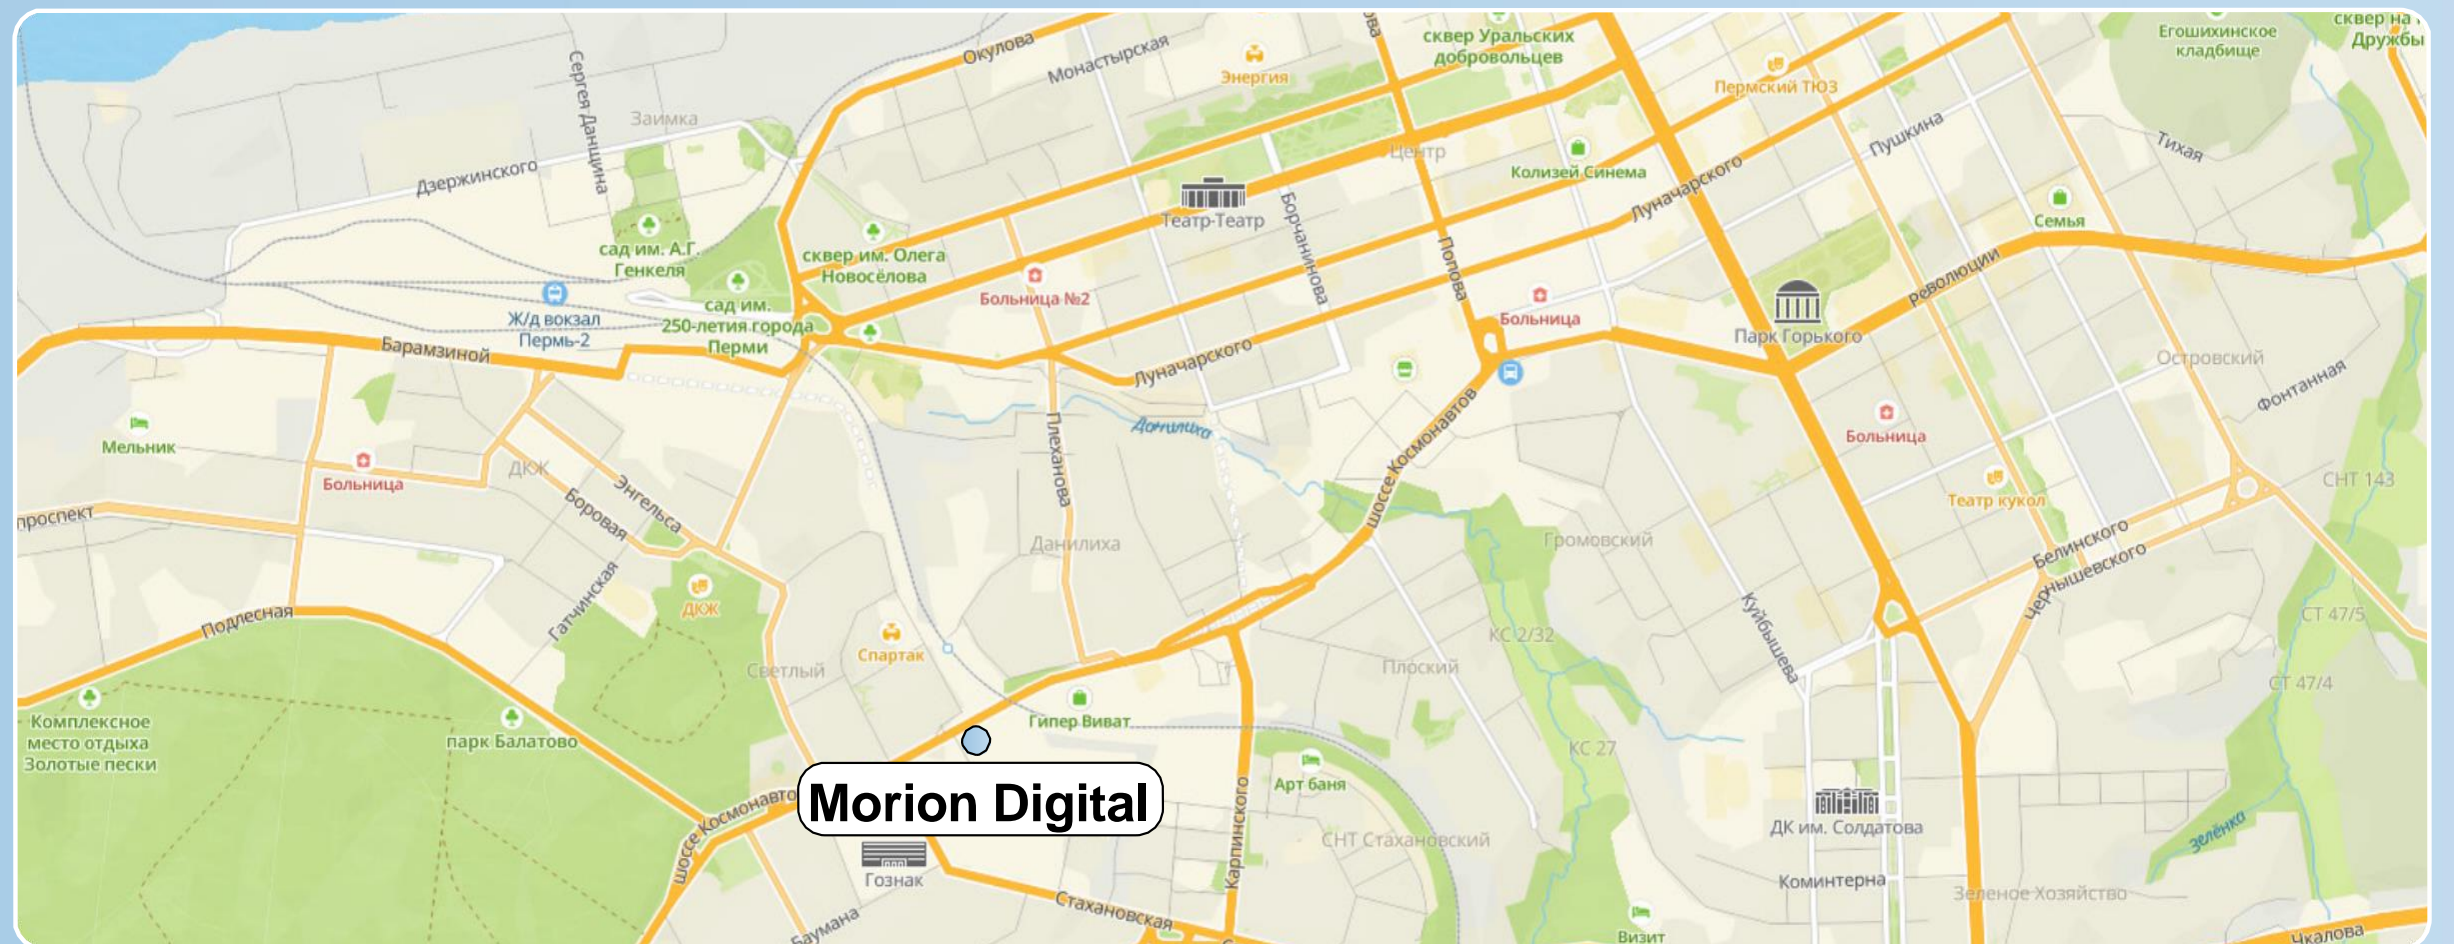 Окулова
Монастырская
Энергия
сквер Уральских
добровольцев
Пермский ТЮЗ
Егошихинское
кладбище
сквер на
Дружбы
Сергея Данщина
Заимка
Дзержинского
Центр
Колизей Синема
Пушкина
Тихая
Театр-Театр
Борчанинова
Луначарского
Семья
сад им. А.Г.
Генкеля
сквер им. Олега
Новосёлова
Попова
Революции
Больница №2
Больница
Парк Горького
Ж/д вокзал
Пермь-2
сад им.
250-летия города
Перми
Барамзиной
Луначарского
Островский
Фонтанная
Мельник
Больница
ДКЖ
Энгельса
Боровая
Плеханова
Данилиха
шоссе Космонавтов
Больница
Театр кукол
СНТ 143
проспект
Данилиха
Громовский
Белинского
Чернышевского
Гатчинская
ДКЖ
Подлесная
Светлый
Спартак
КС 2/32
Плоский
Куйбышева
СТ 47/5
СТ 47/4
Комплексное
место отдыха
Золотые пески
парк Балатово
Гипер Виват
КС 27
Morion Digital
Арт баня
шоссе Космонавто
Карпинского
СНТ Стахановский
ДК им. Солдатова
Зелёнка
Гознак
Коминтерна
Зеленое Хозяйство
Стахановская
Баумана
Визит
Чкалова